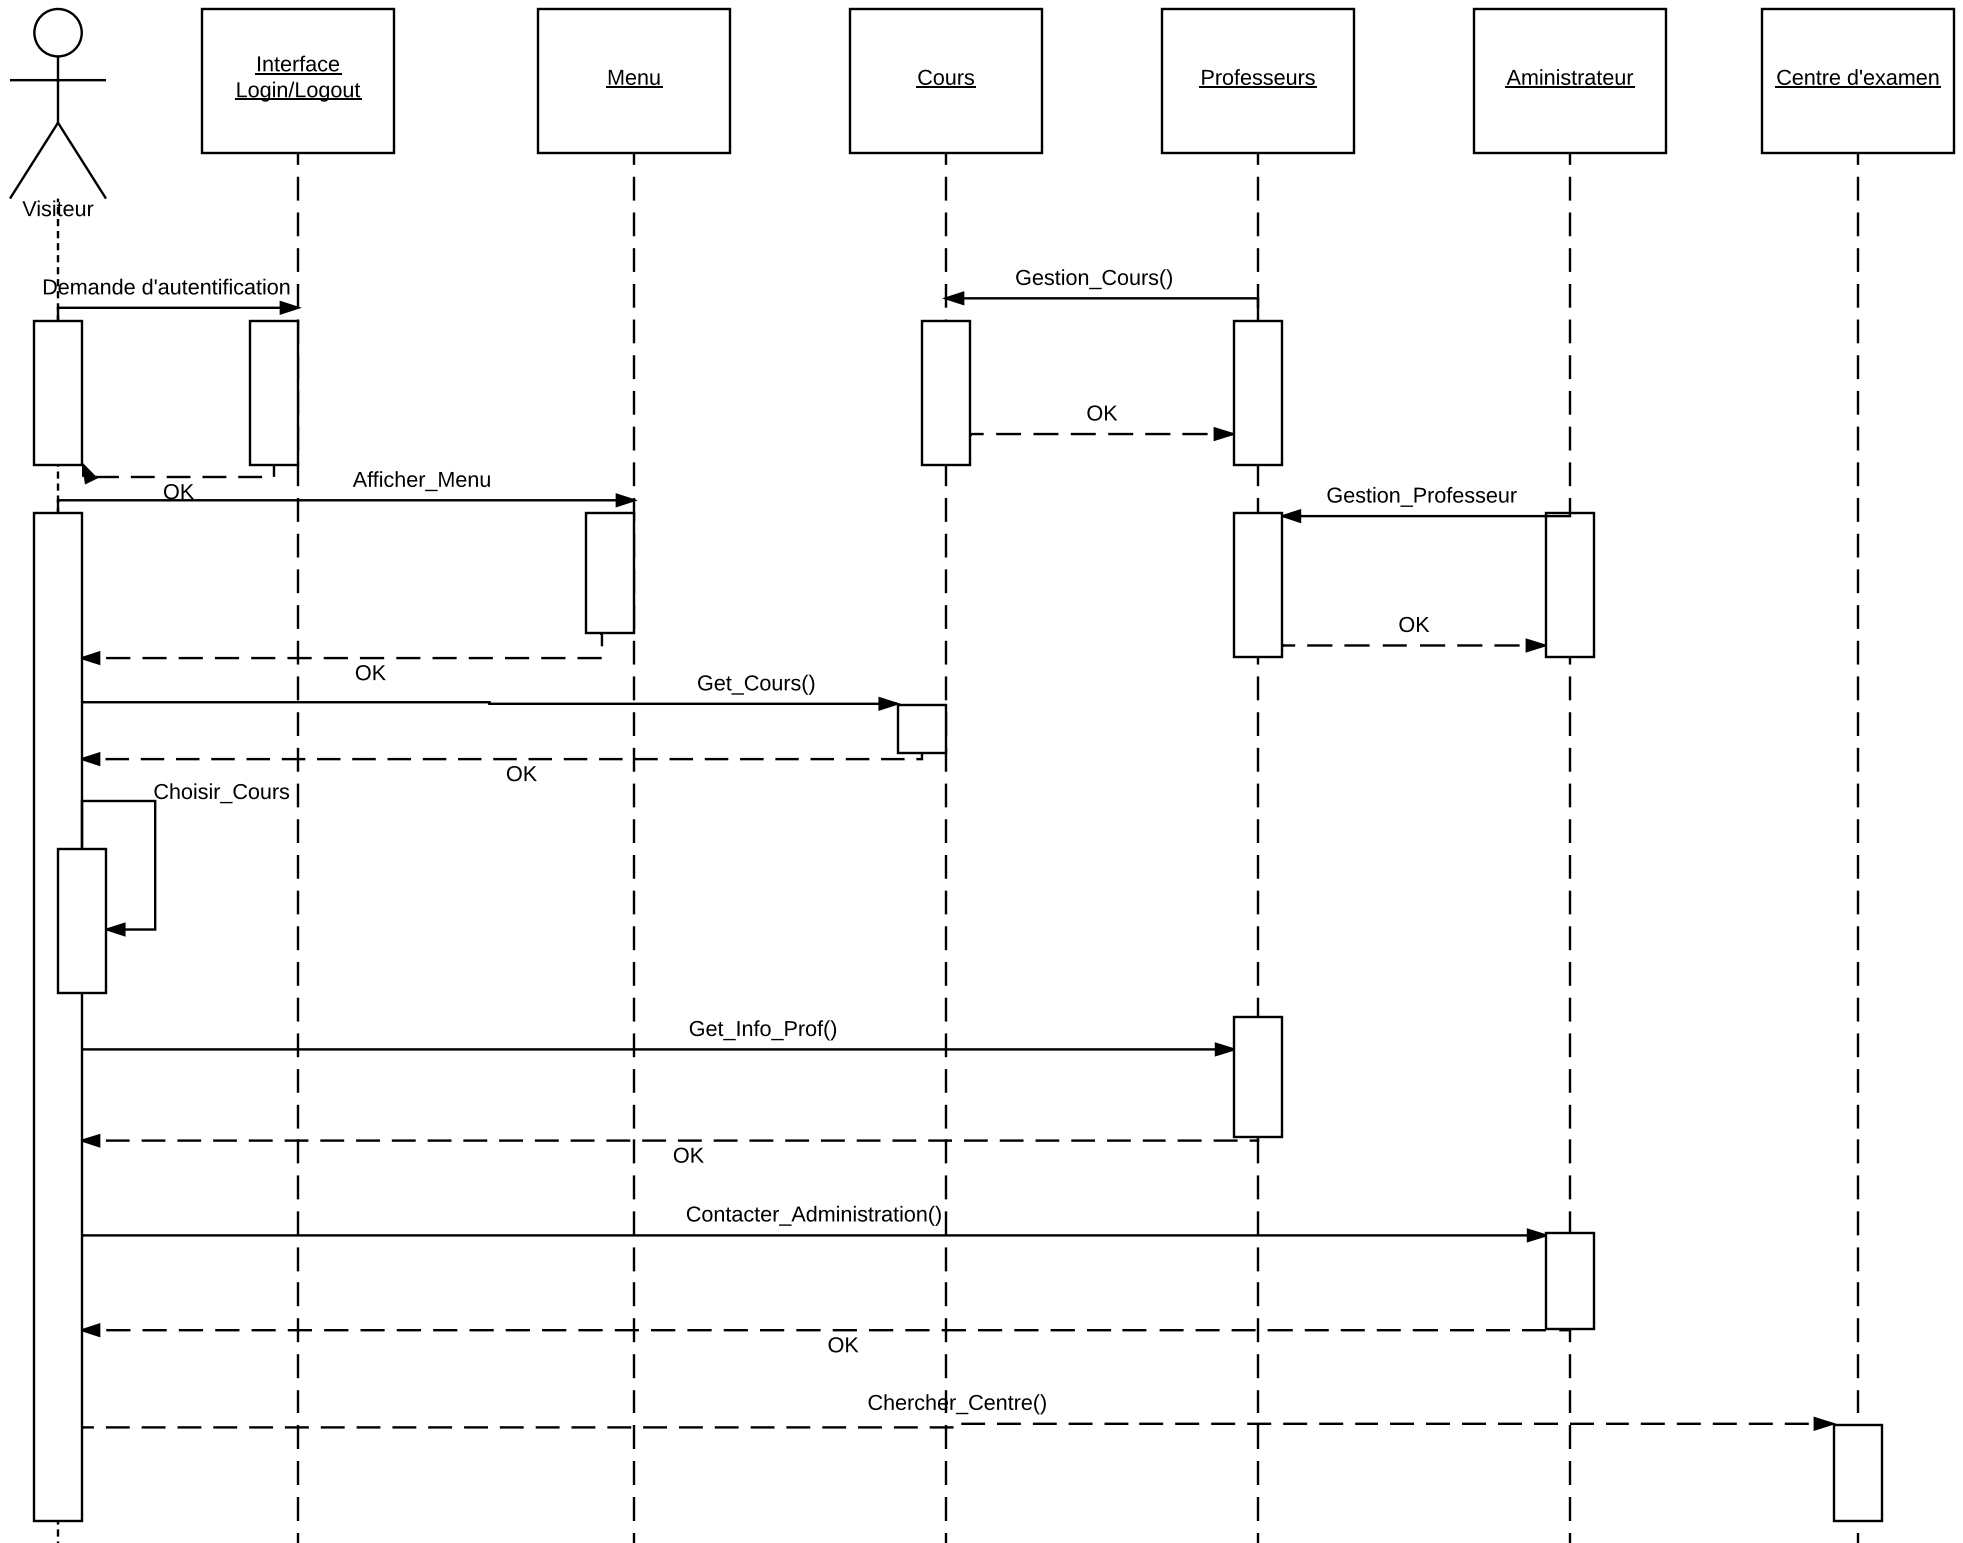 Interface
Login/Logout
Menu
Cours
Professeurs
Aministrateur
Centre d'examen
Visiteur
Demande d'autentification
Gestion_Cours()
OK
Afficher_Menu
OK
Gestion_Professeur
OK
OK
Get_Cours()
OK
Choisir_Cours
Get_Info_Prof()
OK
Contacter_Administration()
OK
Chercher_Centre()